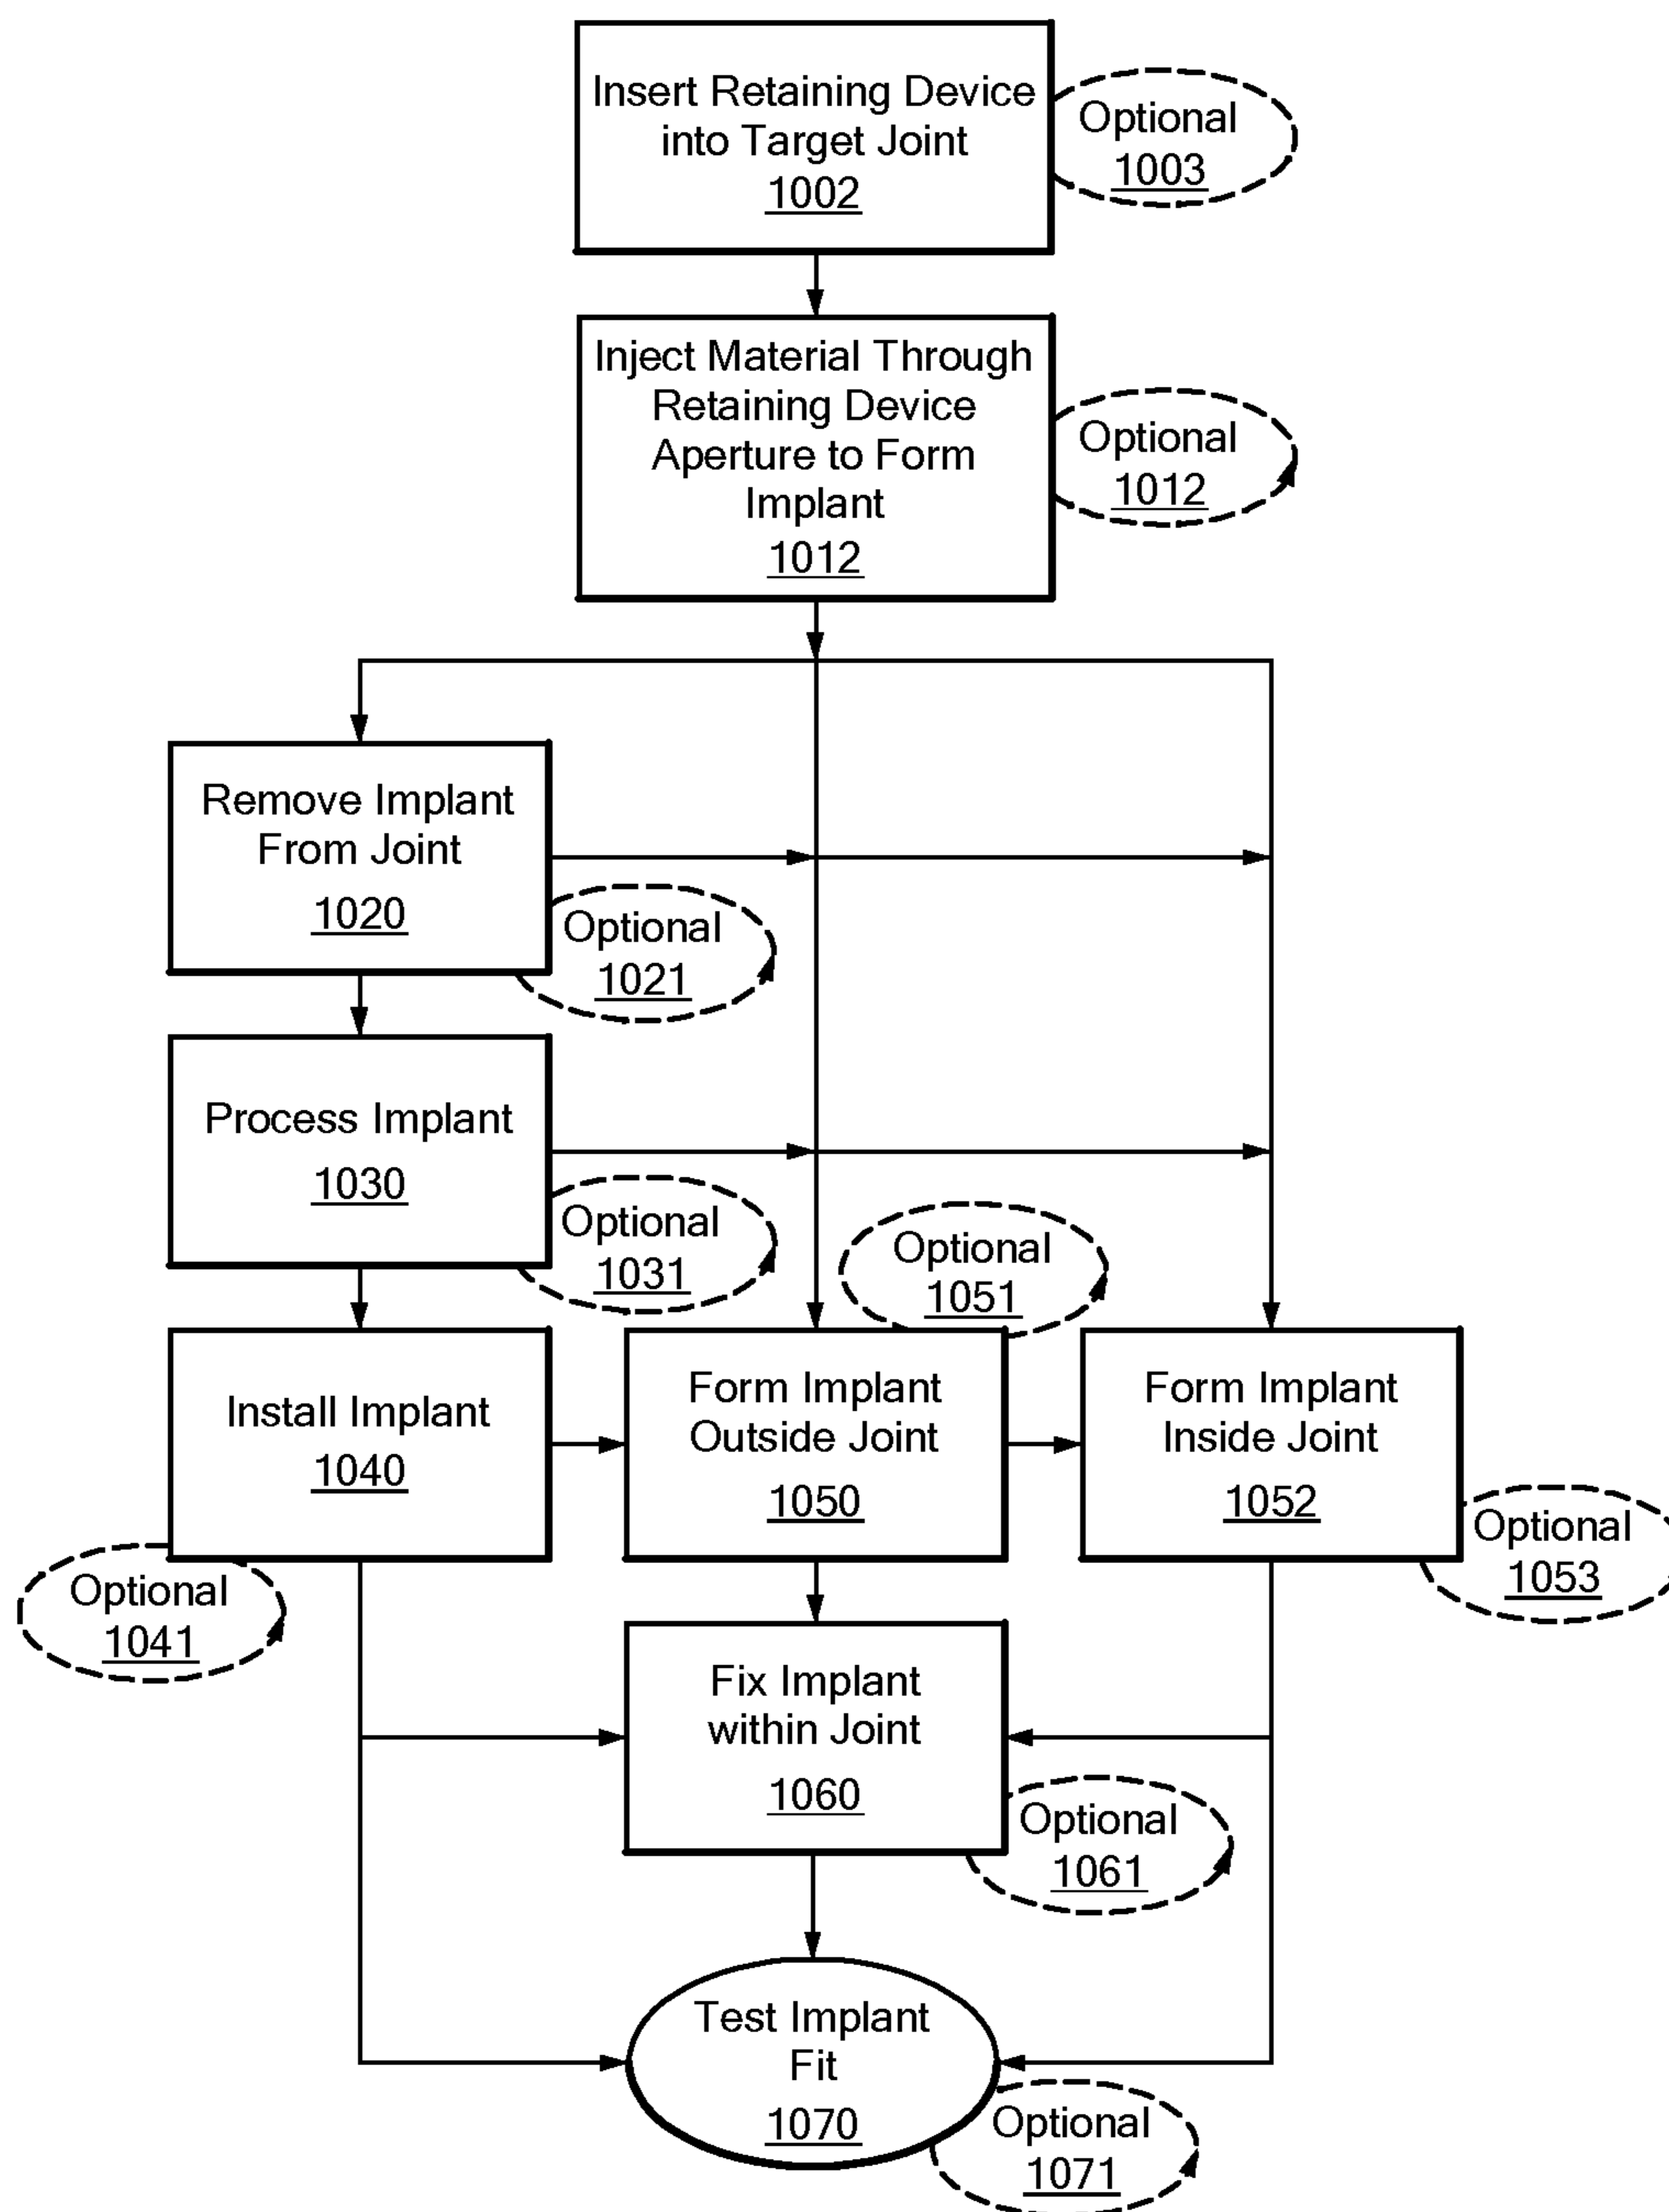 Insert Retaining Device
into Target Joint
1002
Optional
1003
Inject Material Through
Retaining Device
Aperture to Form
Implant
1012
Optional
1012
Remove Implant
From Joint
1020
Optional
1021
Process Implant
1030
Optional
1031
Optional
1051
Install Implant
1040
Optional
1041
Form Implant
Outside Joint
1050
Form Implant
Inside Joint
1052
Optional
1053
Fix Implant
within Joint
1060
Optional
1061
Test Implant
Fit
1070
Optional
1071